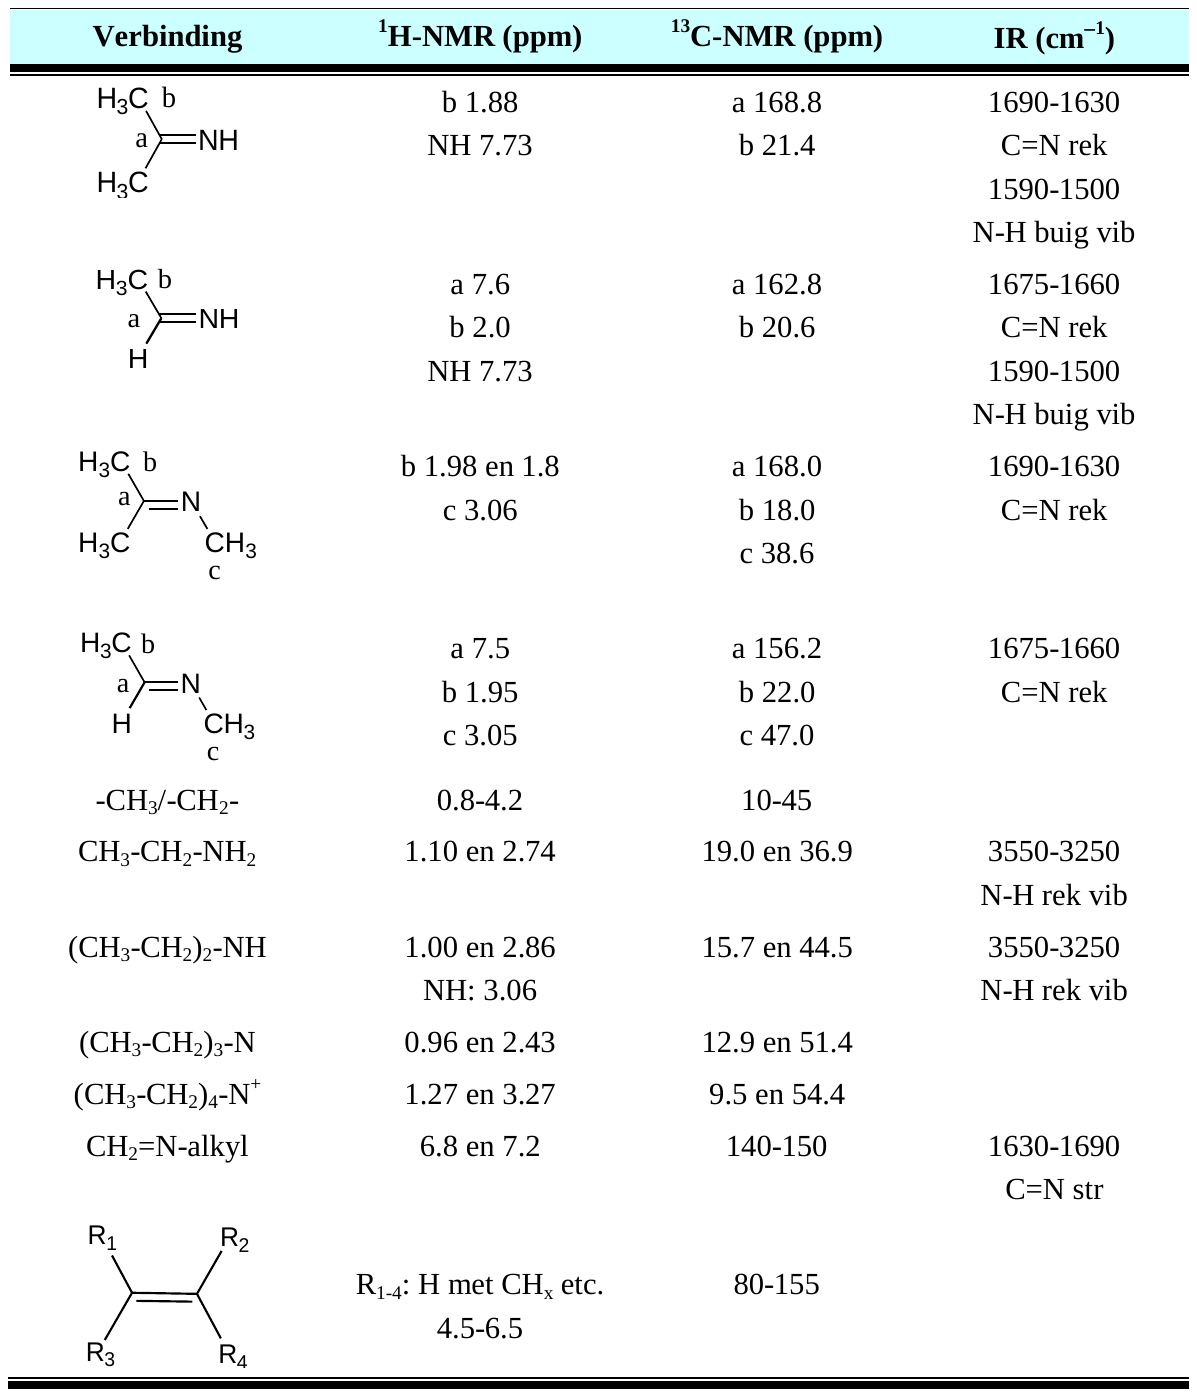 Verbinding ¹H-NMR (ppm) ¹³C-NMR (ppm) IR (cm⁻¹)
H₃C b b 1.88 a 168.8 1690-1630
a NH NH 7.73 b 21.4 C=N rek
H₃C 1590-1500
N-H buig vib
H₃C b a 7.6 a 162.8 1675-1660
a NH b 2.0 b 20.6 C=N rek
H NH 7.73 1590-1500
N-H buig vib
H₃C b b 1.98 en 1.8 a 168.0 1690-1630
a N c 3.06 b 18.0 C=N rek
H₃C CH₃ c 38.6
c
H₃C b a 7.5 a 156.2 1675-1660
a N b 1.95 b 22.0 C=N rek
H CH₃ c 3.05 c 47.0
c
-CH₃/-CH₂- 0.8-4.2 10-45
CH₃-CH₂-NH₂ 1.10 en 2.74 19.0 en 36.9 3550-3250
N-H rek vib
(CH₃-CH₂)₂-NH 1.00 en 2.86 15.7 en 44.5 3550-3250
NH: 3.06 N-H rek vib
(CH₃-CH₂)₃-N 0.96 en 2.43 12.9 en 51.4
(CH₃-CH₂)₄-N⁺ 1.27 en 3.27 9.5 en 54.4
CH₂=N-alkyl 6.8 en 7.2 140-150 1630-1690
C=N str
R₁ R₂
R₁₋₄: H met CHₓ etc. 80-155
4.5-6.5
R₃ R₄